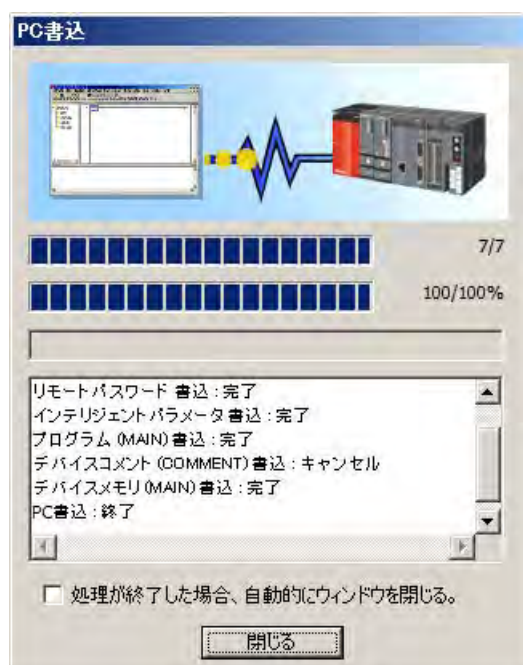 PC書込
7/7
100/100%
リモートパスワード 書込：完了
インテリジェントパラメータ 書込：完了
プログラム (MAIN) 書込：完了
デバイスコメント (COMMENT) 書込：キャンセル
デバイスメモリ (MAIN) 書込：完了
PC書込：終了
処理が終了した場合、自動的にウィンドウを閉じる。
閉じる